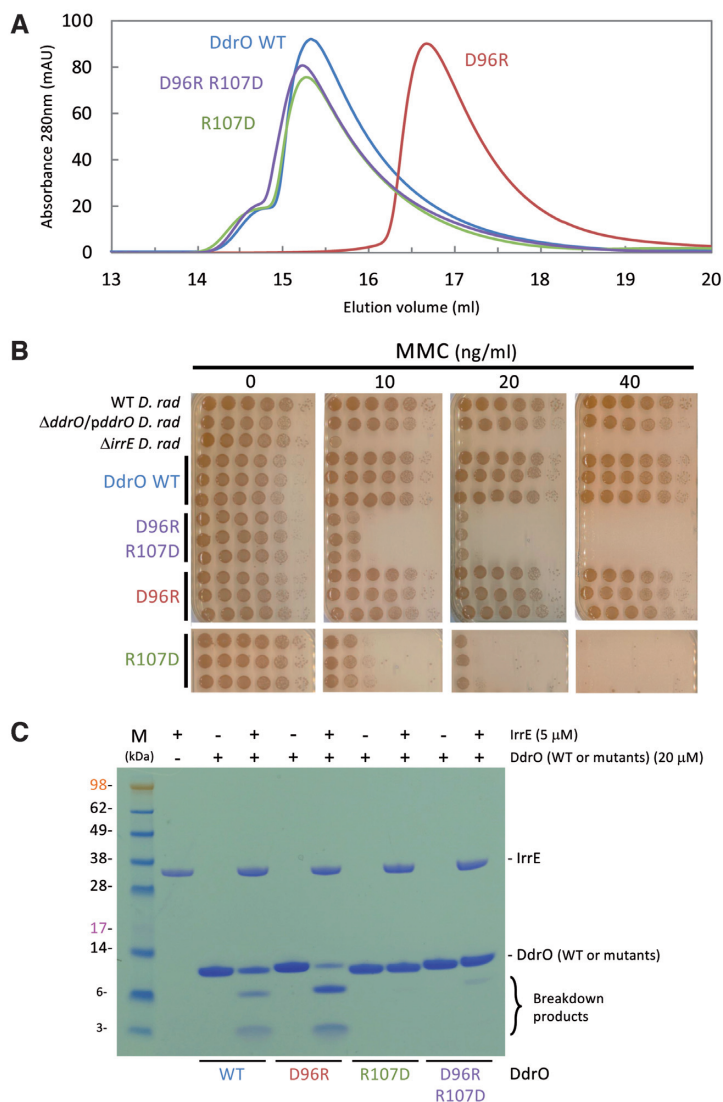 A
Absorbance 280nm (mAU)
100
80
60
40
20
0
DdrO WT
D96R R107D
R107D
D96R
13 14 15 16 17 18 19 20
Elution volume (ml)
B
MMC (ng/ml)
0 10 20 40
WT D. rad
ΔddrO/pddrO D. rad
ΔirrE D. rad
DdrO WT
D96R
R107D
D96R
R107D
C
M + - + - + - + - + IrrE (5 μM)
(kDa) - + + + + + + + + DdrO (WT or mutants) (20 μM)
98-
62-
49-
38-
28-
17-
14-
6-
3-
- IrrE
- DdrO (WT or mutants)
Breakdown
products
WT D96R R107D D96R DdrO
R107D